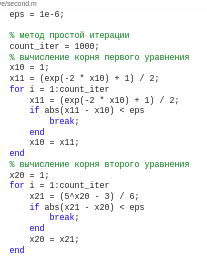 e/second.m
eps = 1e-6;
% метод простой итерации
count_iter = 1000;
% вычисление корня первого уравнения
x10 = 1;
x11 = (exp(-2 * x10) + 1) / 2;
for i = 1:count_iter
x11 = (exp(-2 * x10) + 1) / 2;
if abs(x11 - x10) < eps
break;
end
x10 = x11;
end
% вычисление корня второго уравнения
x20 = 1;
for i = 1:count_iter
x21 = (5^x20 - 3) / 6;
if abs(x21 - x20) < eps
break;
end
x20 = x21;
end